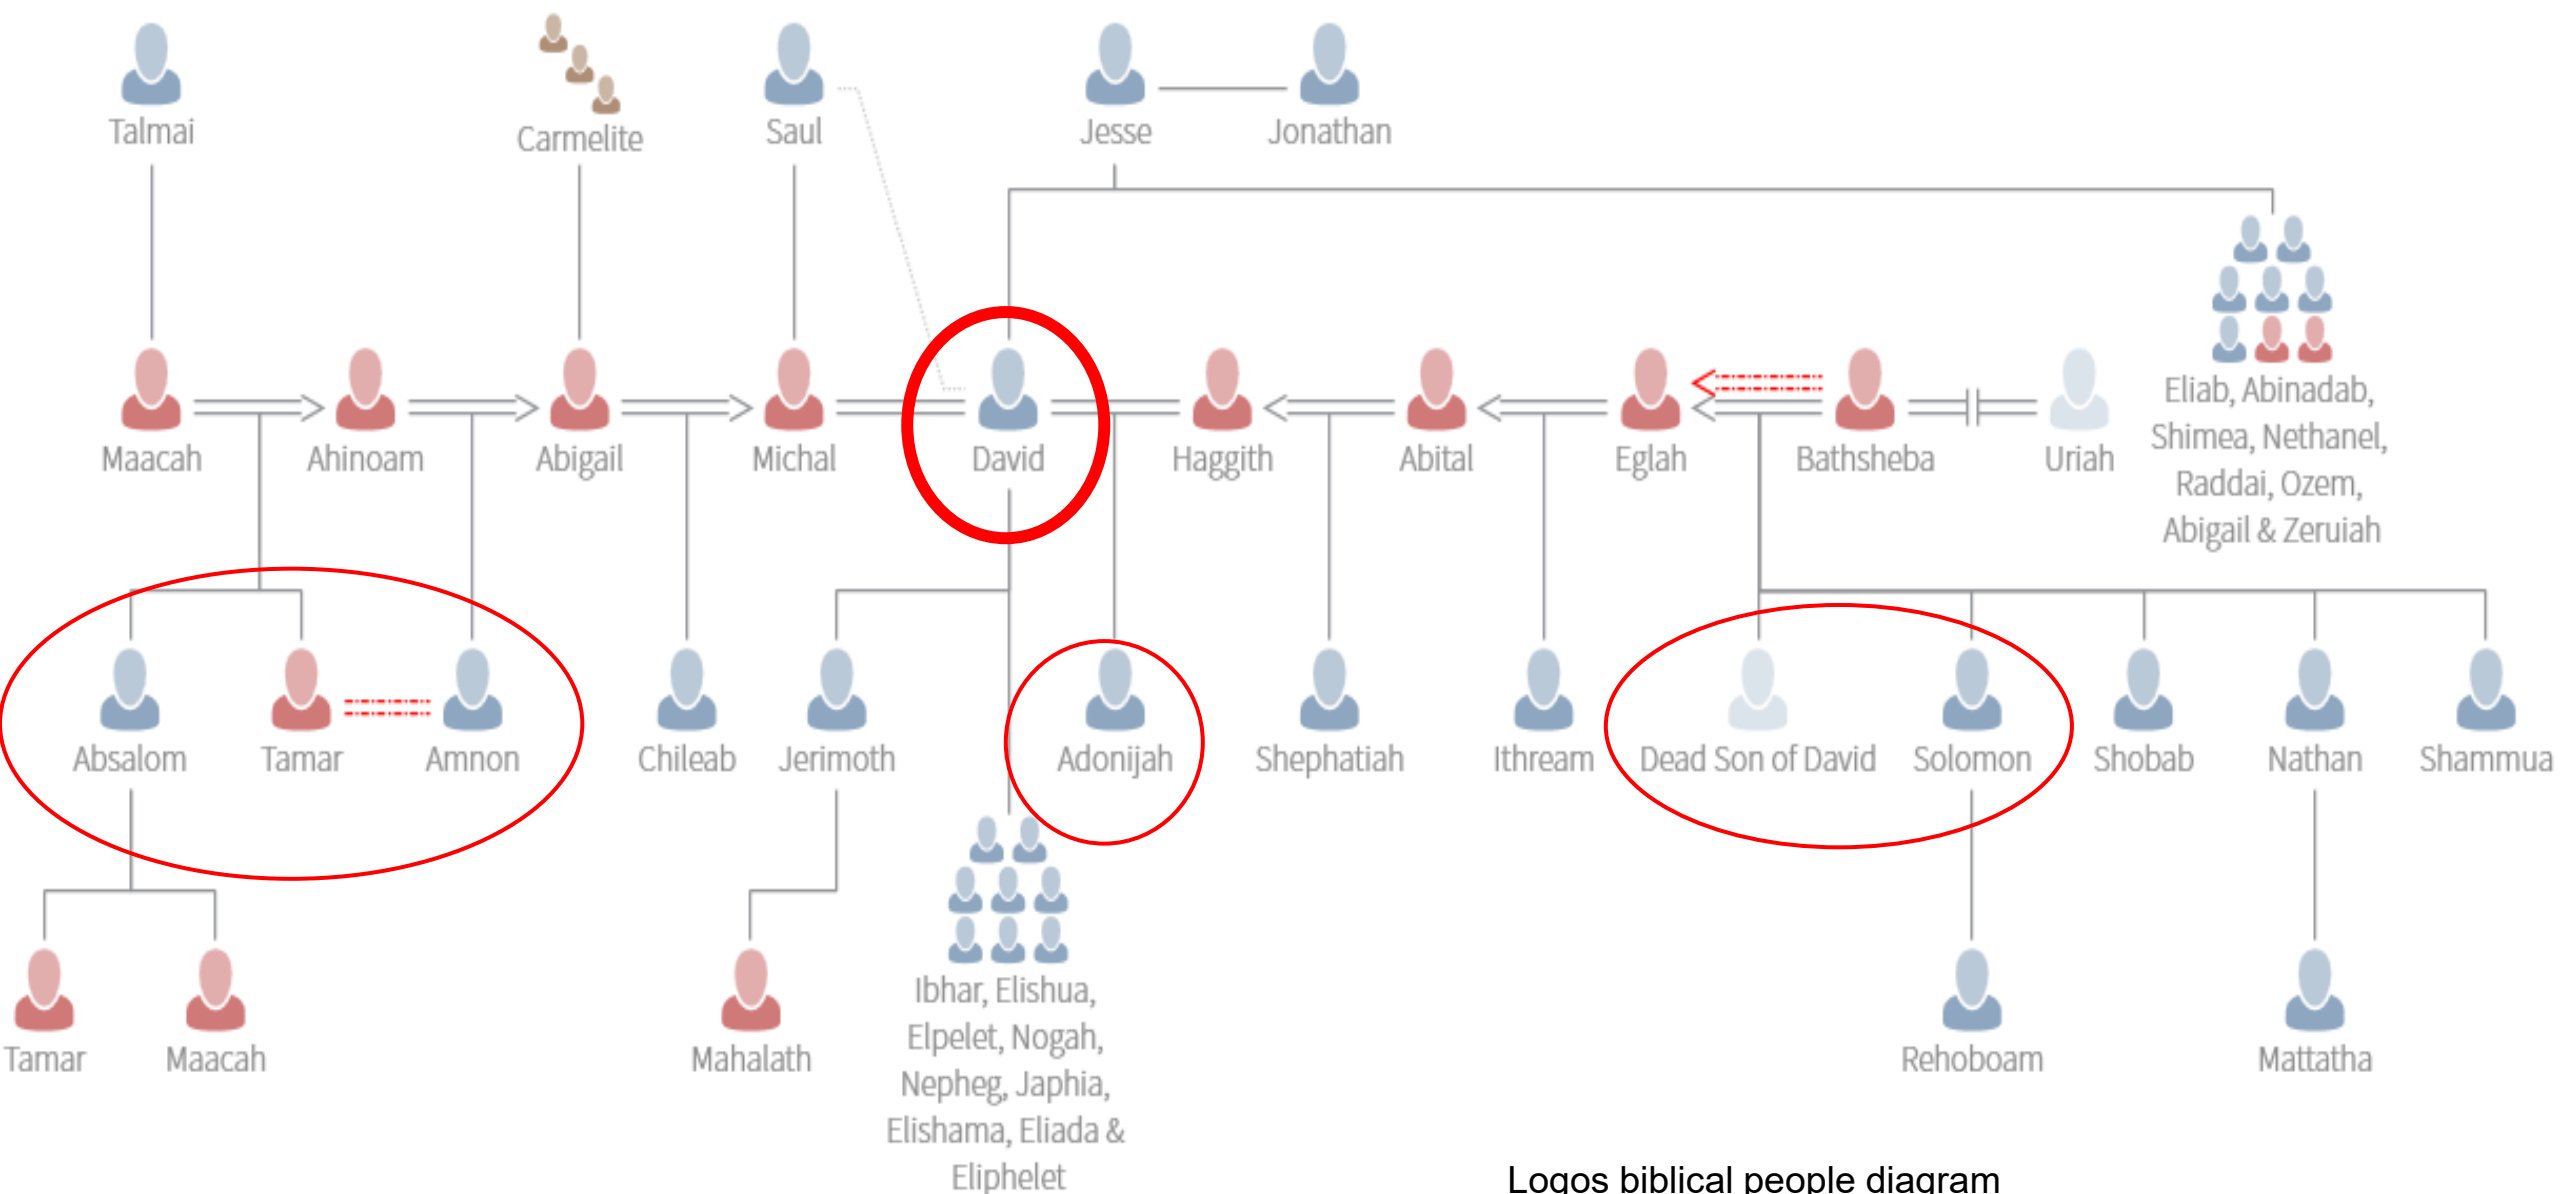 Talmai
Carmelite
Saul
Jesse
Jonathan
Maacah
Ahinoam
Abigail
Michal
David
Haggith
Abital
Eglah
Bathsheba
Uriah
Eliab, Abinadab,
Shimea, Nethanel,
Raddai, Ozem,
Abigail & Zeruiah
Absalom
Tamar
Amnon
Chileab
Jerimoth
Adonijah
Shephatiah
Ithream
Dead Son of David
Solomon
Shobab
Nathan
Shammua
Tamar
Maacah
Mahalath
Ibhar, Elishua,
Elpelet, Nogah,
Nepheg, Japhia,
Elishama, Eliada &
Eliphelet
Rehoboam
Mattatha
Logos biblical people diagram